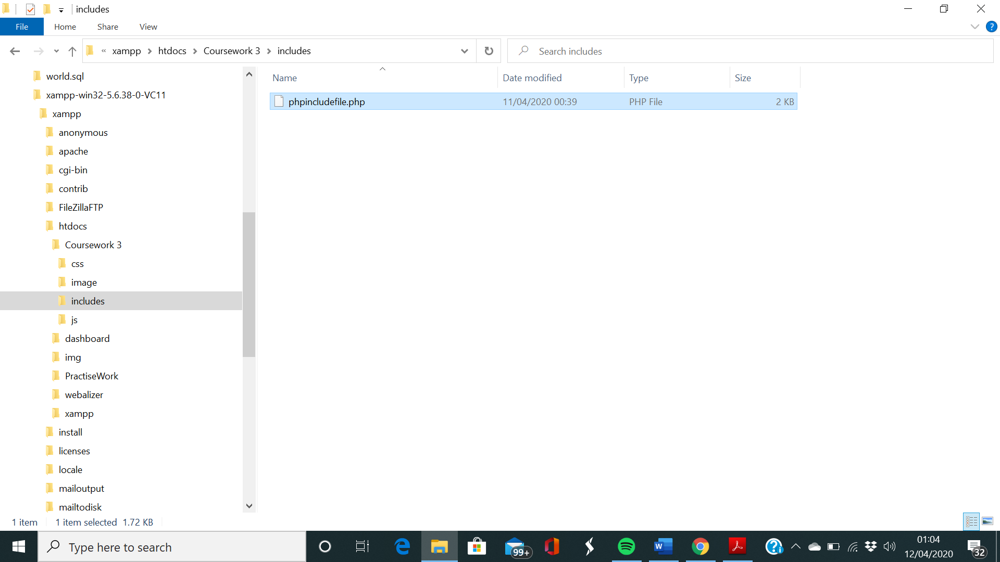 includes
File Home Share View
« xampp > htdocs > Coursework 3 > includes
Search includes
world.sql
xampp-win32-5.6.38-0-VC11
xampp
anonymous
apache
cgi-bin
contrib
FileZillaFTP
htdocs
Coursework 3
css
image
includes
js
dashboard
img
PractiseWork
webalizer
xampp
install
licenses
locale
mailoutput
mailtodisk
Name Date modified Type Size
phpincludefile.php 11/04/2020 00:39 PHP File 2 KB
1 item 1 item selected 1.72 KB
Type here to search
99+
01:04
12/04/2020
32